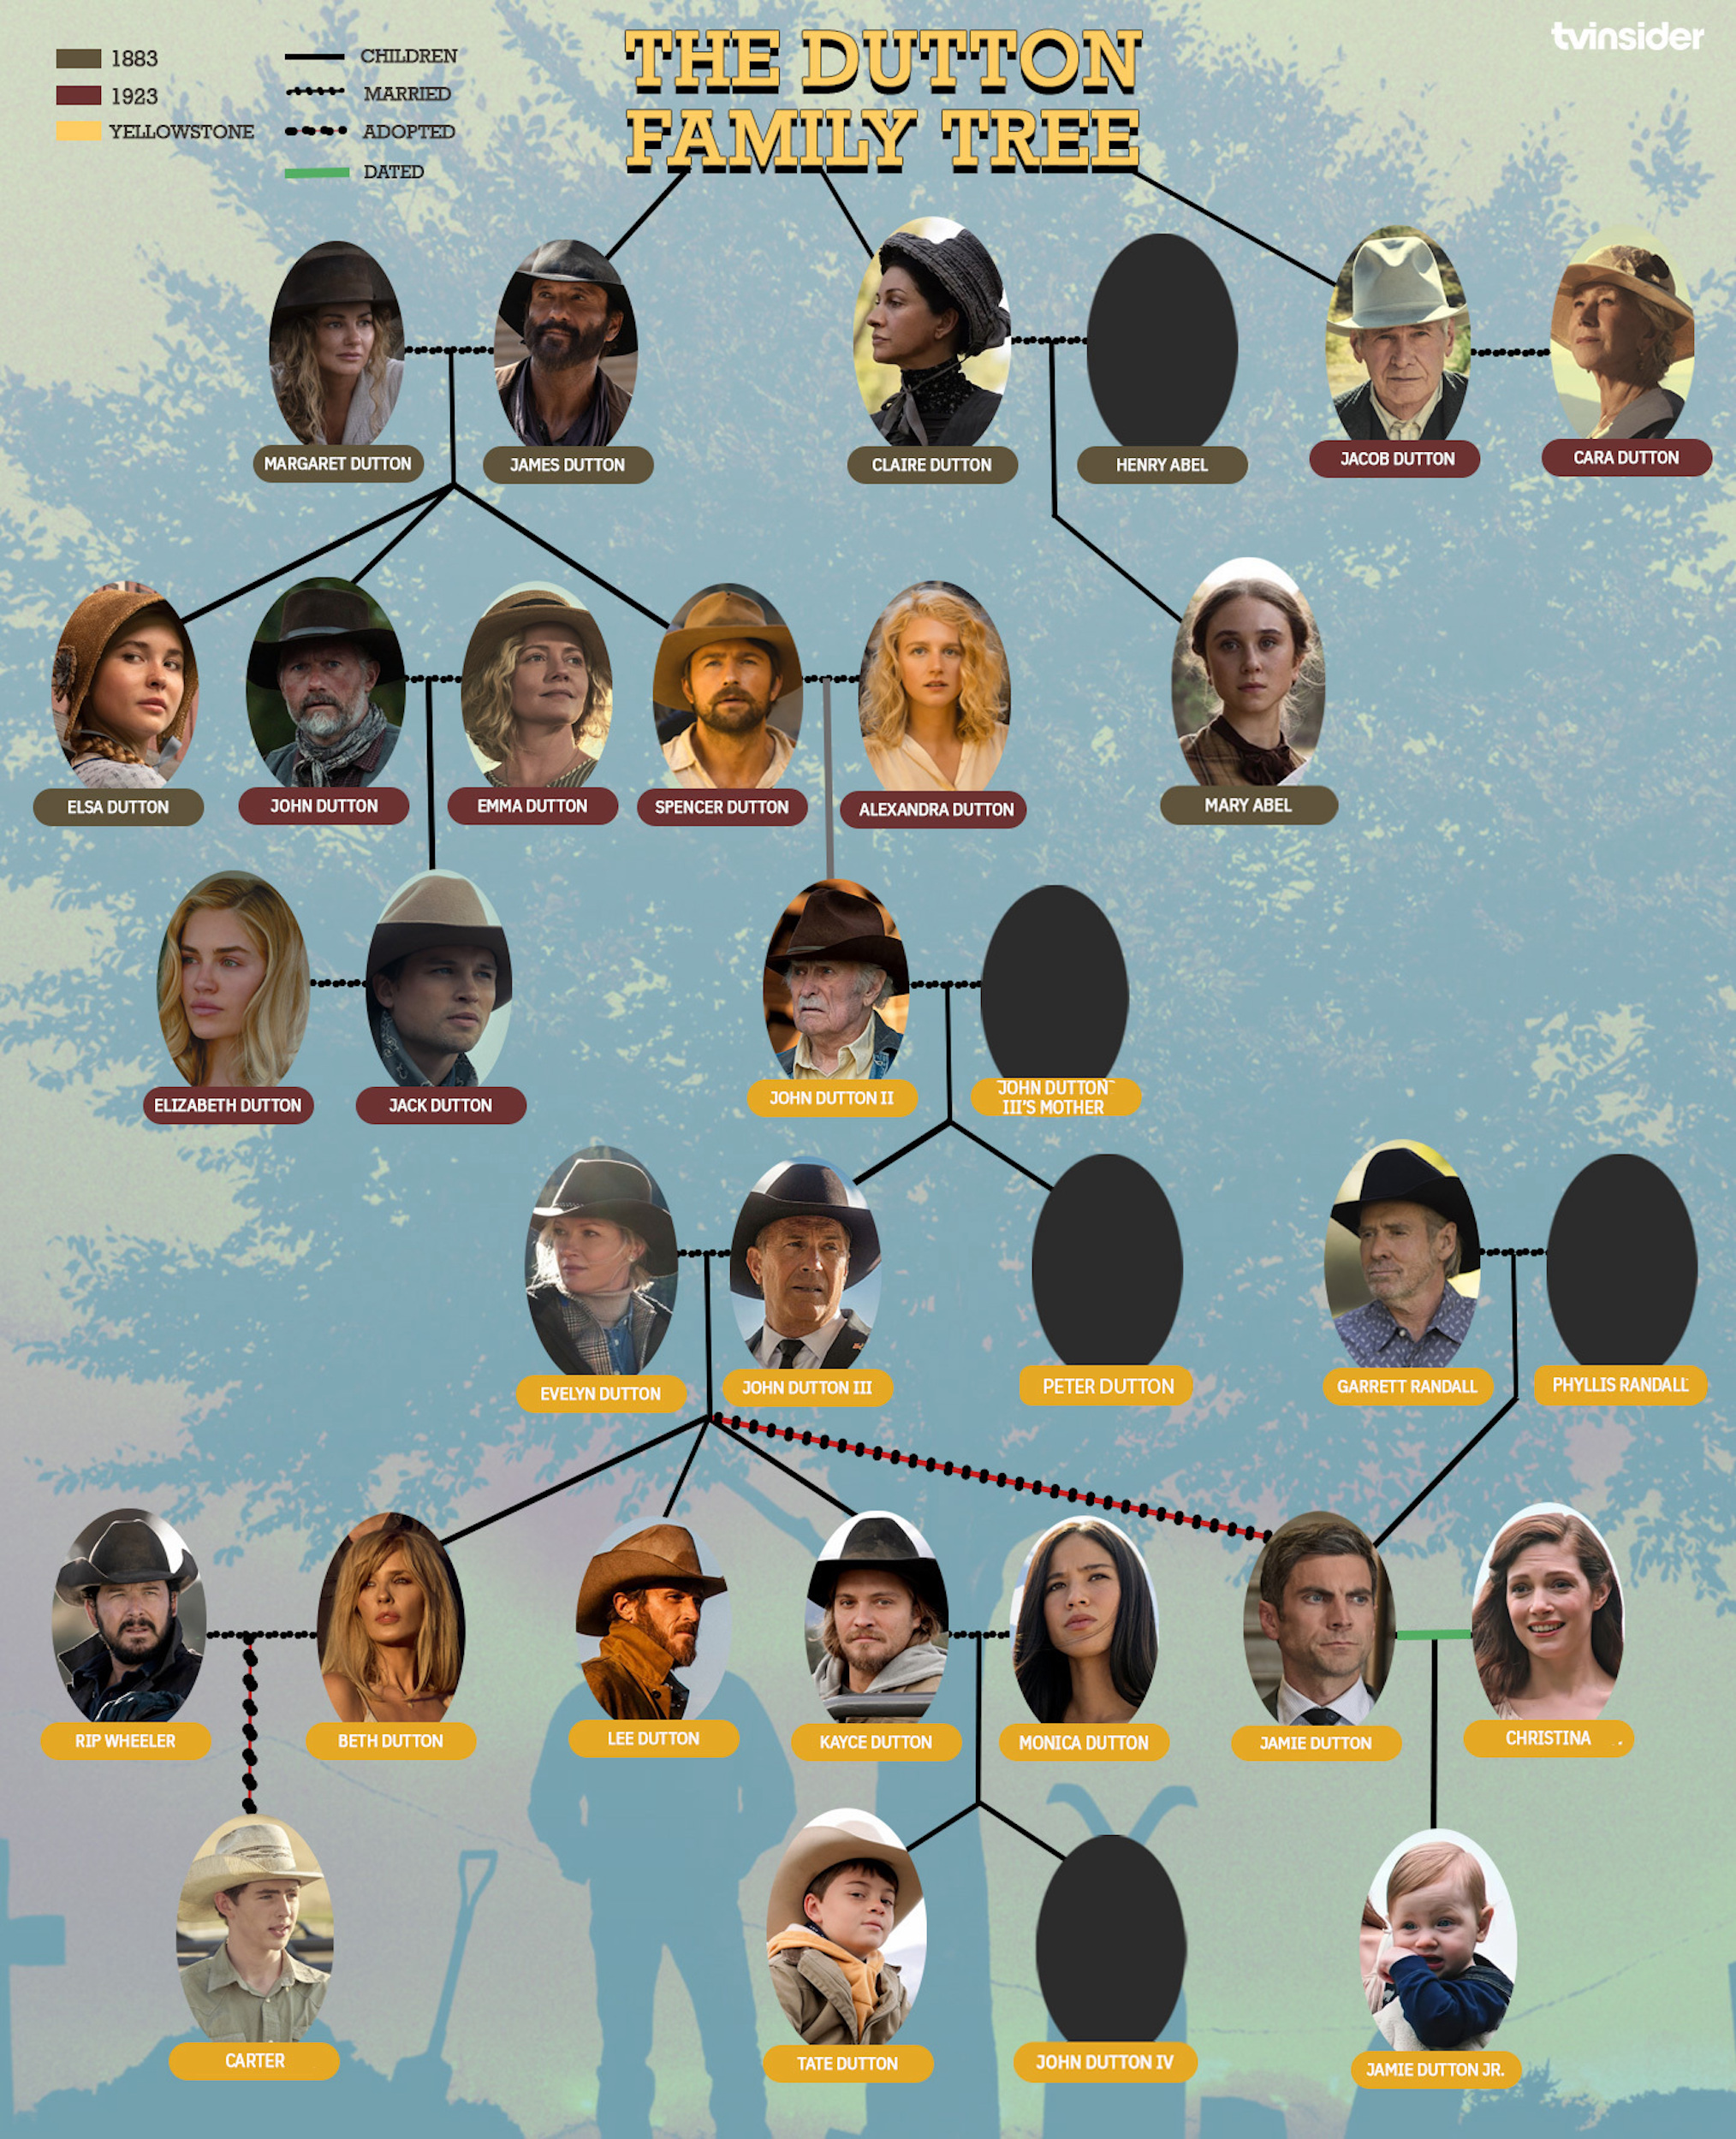 tvinsider
THE DUTTON
FAMILY TREE
1883
1923
YELLOWSTONE
CHILDREN
MARRIED
ADOPTED
DATED
MARGARET DUTTON
JAMES DUTTON
CLAIRE DUTTON
HENRY ABEL
JACOB DUTTON
CARA DUTTON
ELSA DUTTON
JOHN DUTTON
EMMA DUTTON
SPENCER DUTTON
ALEXANDRA DUTTON
MARY ABEL
ELIZABETH DUTTON
JACK DUTTON
JOHN DUTTON II
JOHN DUTTON
III'S MOTHER
EVELYN DUTTON
JOHN DUTTON III
PETER DUTTON
GARRETT RANDALL
PHYLLIS RANDALL
RIP WHEELER
BETH DUTTON
LEE DUTTON
KAYCE DUTTON
MONICA DUTTON
JAMIE DUTTON
CHRISTINA
CARTER
TATE DUTTON
JOHN DUTTON IV
JAMIE DUTTON JR.